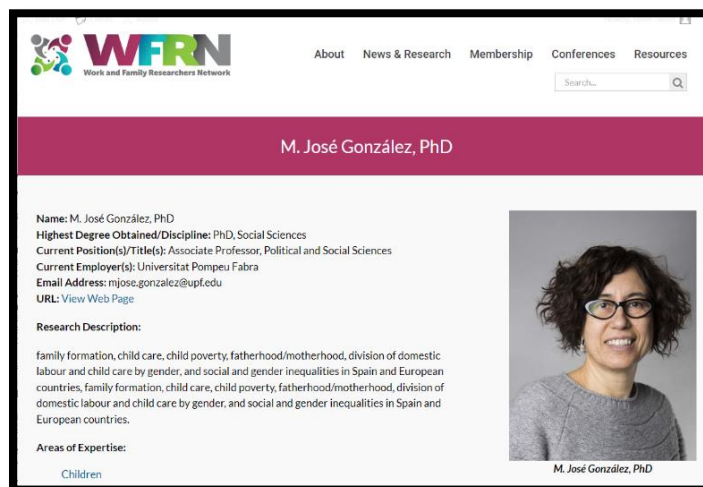 WFRN
Work and Family Researchers Network
About News & Research Membership Conferences Resources
Search...
M. José González, PhD
Name: M. José González, PhD
Highest Degree Obtained/Discipline: PhD, Social Sciences
Current Position(s)/Title(s): Associate Professor, Political and Social Sciences
Current Employer(s): Universitat Pompeu Fabra
Email Address: mjose.gonzalez@upf.edu
URL: View Web Page
Research Description:
family formation, child care, child poverty, fatherhood/motherhood, division of domestic
labour and child care by gender, and social and gender inequalities in Spain and European
countries, family formation, child care, child poverty, fatherhood/motherhood, division of
domestic labour and child care by gender, and social and gender inequalities in Spain and
European countries.
Areas of Expertise:
Children
M. José González, PhD